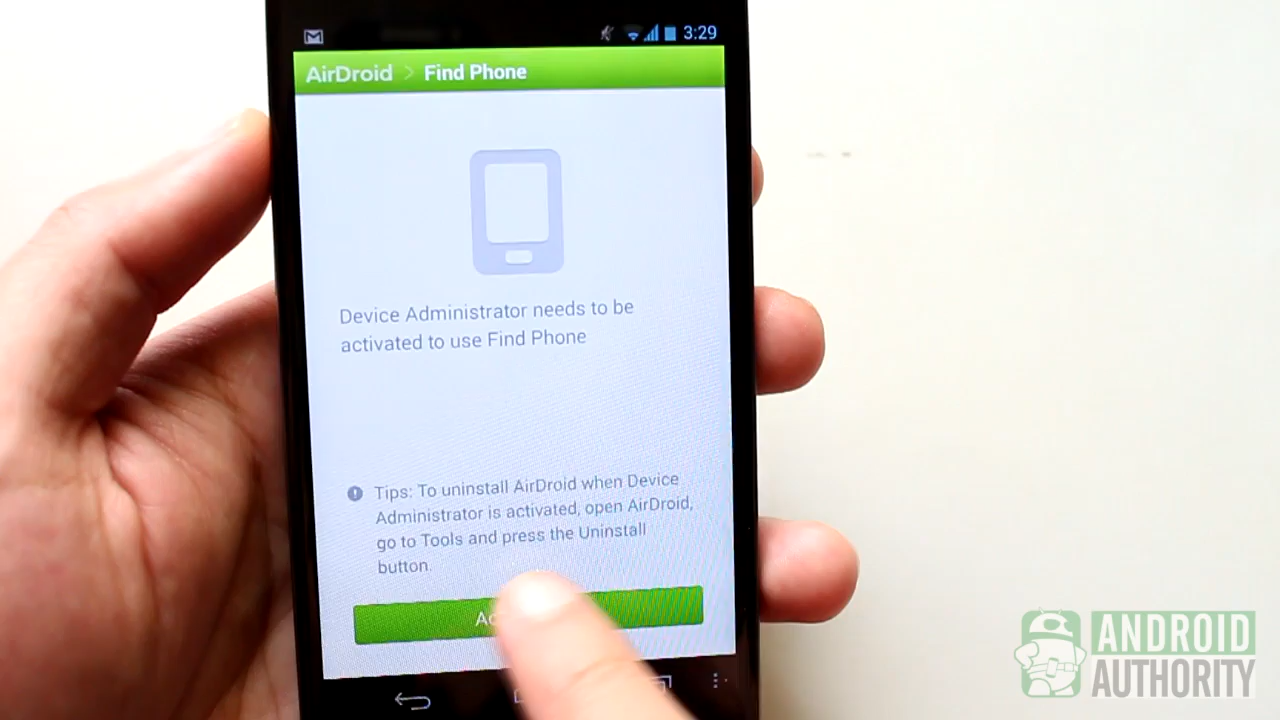 3:29
AirDroid > Find Phone
Device Administrator needs to be
activated to use Find Phone
Tips: To uninstall AirDroid when Device
Administrator is activated, open AirDroid,
go to Tools and press the Uninstall
button.
ANDROID
AUTHORITY